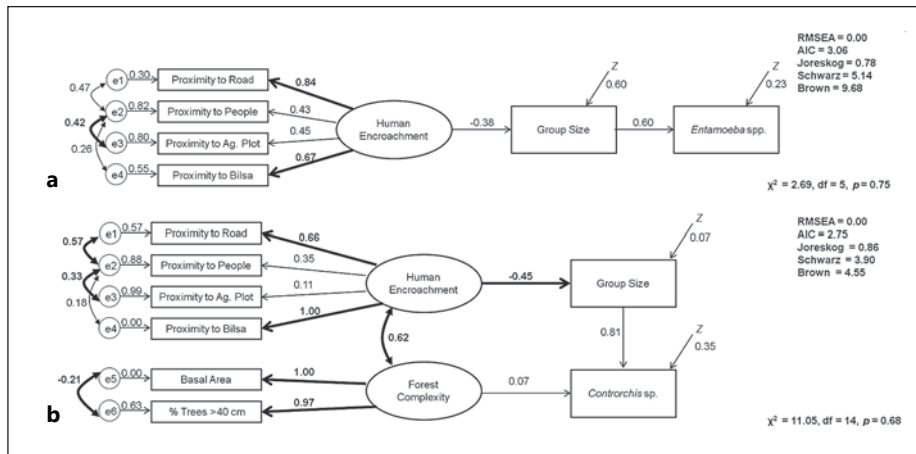 RMSEA = 0.00
AIC = 3.06
Joreskog = 0.78
Schwarz = 5.14
Brown = 9.68
e1 0.30 Proximity to Road 0.84
0.47
e2 0.82 Proximity to People 0.43
0.42
e3 0.80 Proximity to Ag. Plot 0.45
0.26
e4 0.55 Proximity to Bilsa 0.67
Human
Encroachment
-0.38
Z
0.60
Group Size
0.60
Z
0.23
Entamoeba spp.
a
χ² = 2.69, df = 5, p = 0.75
RMSEA = 0.00
AIC = 2.75
Joreskog = 0.86
Schwarz = 3.90
Brown = 4.55
e1 0.57 Proximity to Road 0.66
0.57
e2 0.88 Proximity to People 0.35
0.33
e3 0.99 Proximity to Ag. Plot 0.11
0.18
e4 0.00 Proximity to Bilsa 1.00
Human
Encroachment
-0.45
Z
0.07
Group Size
0.62
0.81
Z
0.35
e5 0.00 Basal Area 1.00
-0.21
e6 0.63 % Trees >40 cm 0.97
Forest
Complexity
0.07
Controrchis sp.
b
χ² = 11.05, df = 14, p = 0.68